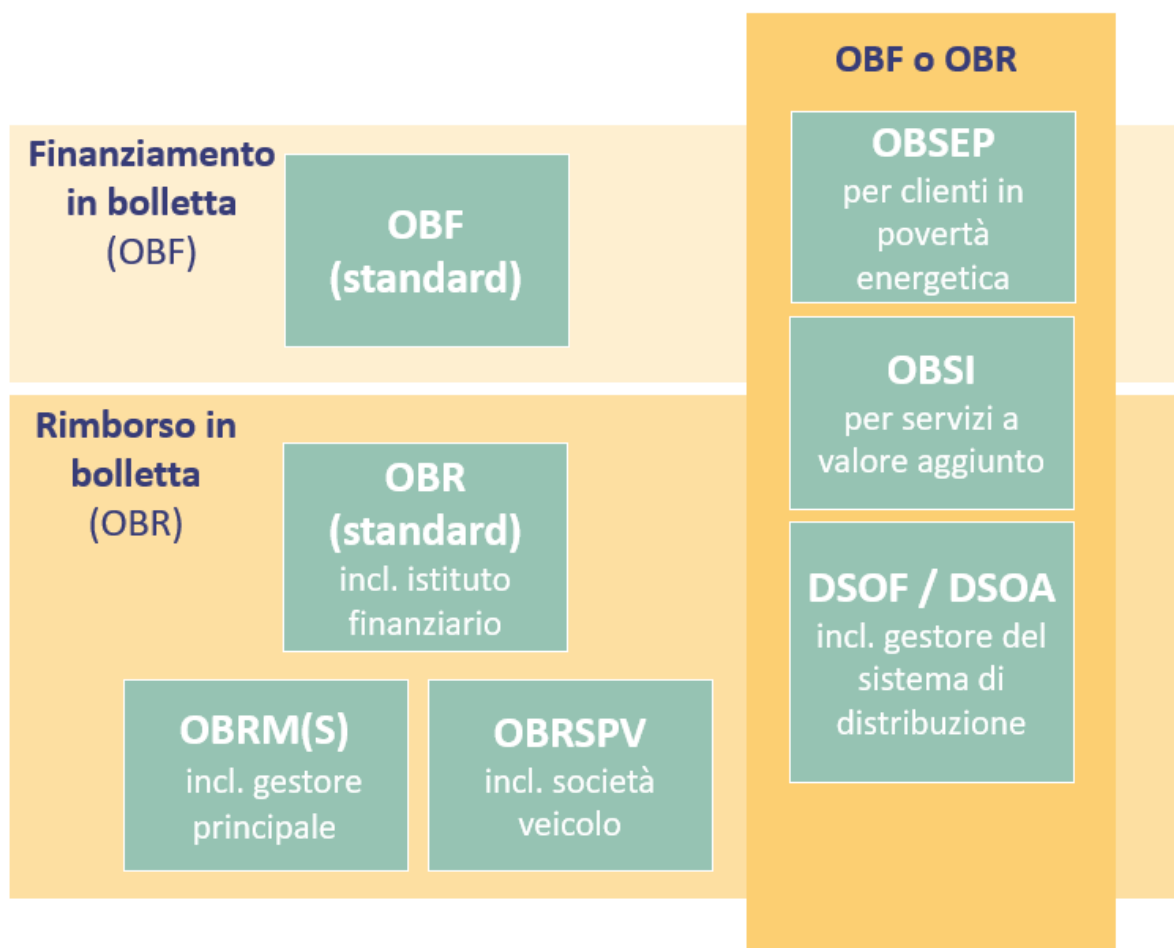 Finanziamento
in bolletta
(OBF)
OBF
(standard)
Rimborso in
bolletta
(OBR)
OBR
(standard)
incl. istituto
finanziario
OBRM(S)
incl. gestore
principale
OBRSPV
incl. società
veicolo
OBF o OBR
OBSEP
per clienti in
povertà
energetica
OBSI
per servizi a
valore aggiunto
DSOF / DSOA
incl. gestore del
sistema di
distribuzione